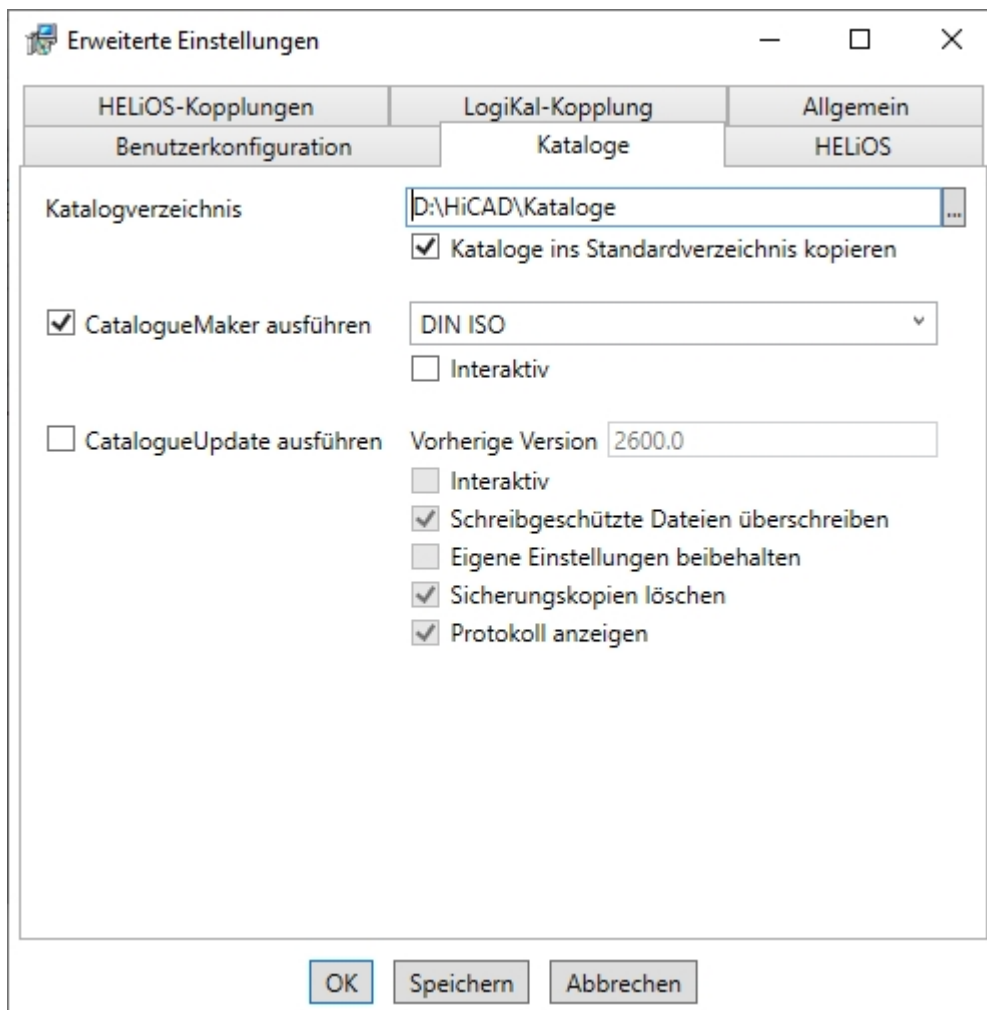 Erweiterte Einstellungen
HELiOS-Kopplungen LogiKal-Kopplung Allgemein
Benutzerkonfiguration Kataloge HELiOS
Katalogverzeichnis D:\HiCAD\Kataloge ...
Kataloge ins Standardverzeichnis kopieren
CatalogueMaker ausführen DIN ISO
Interaktiv
CatalogueUpdate ausführen Vorherige Version 2600.0
Interaktiv
Schreibgeschützte Dateien überschreiben
Eigene Einstellungen beibehalten
Sicherungskopien löschen
Protokoll anzeigen
OK Speichern Abbrechen